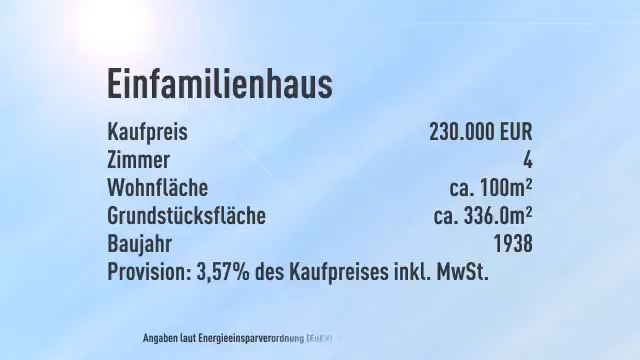 Einfamilienhaus
Kaufpreis 230.000 EUR
Zimmer 4
Wohnfläche ca. 100m²
Grundstücksfläche ca. 336.0m²
Baujahr 1938
Provision: 3,57% des Kaufpreises inkl. MwSt.
Angaben laut Energieeinsparverordnung